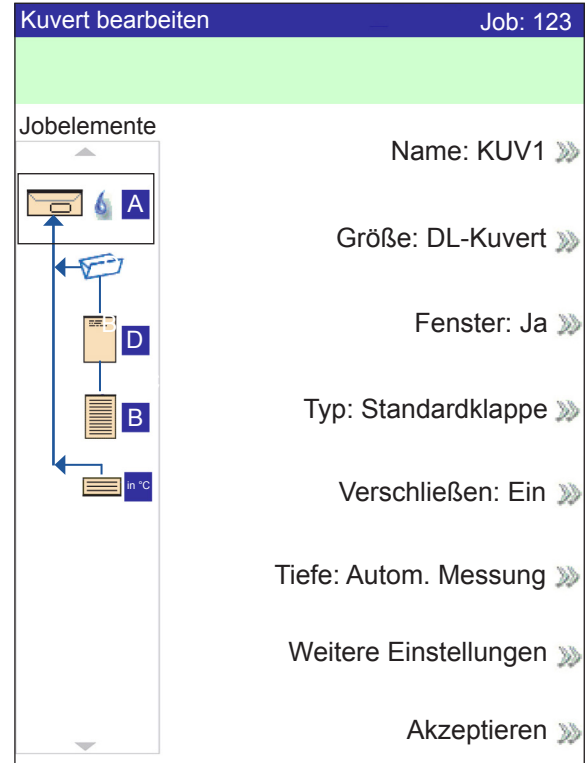 Kuvert bearbeiten Job: 123
Jobelemente
Name: KUV1
A
Größe: DL-Kuvert
B
Fenster: Ja
D
Typ: Standardklappe
B
Verschließen: Ein
in °C
Tiefe: Autom. Messung
Weitere Einstellungen
Akzeptieren